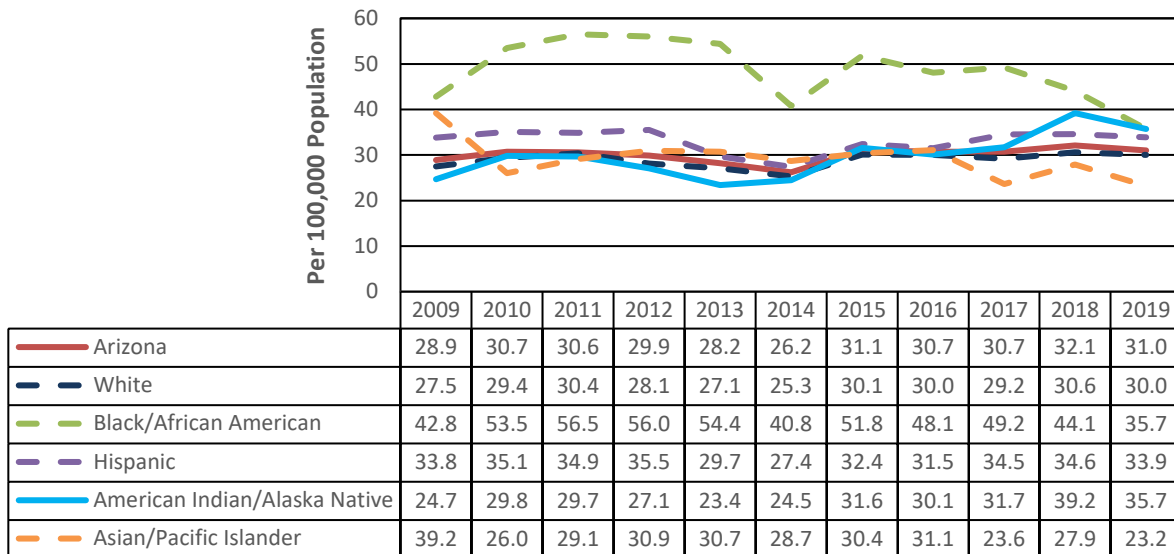 Per 100,000 Population
60
50
40
30
20
10
0
2009 2010 2011 2012 2013 2014 2015 2016 2017 2018 2019
Arizona 28.9 30.7 30.6 29.9 28.2 26.2 31.1 30.7 30.7 32.1 31.0
White 27.5 29.4 30.4 28.1 27.1 25.3 30.1 30.0 29.2 30.6 30.0
Black/African American 42.8 53.5 56.5 56.0 54.4 40.8 51.8 48.1 49.2 44.1 35.7
Hispanic 33.8 35.1 34.9 35.5 29.7 27.4 32.4 31.5 34.5 34.6 33.9
American Indian/Alaska Native 24.7 29.8 29.7 27.1 23.4 24.5 31.6 30.1 31.7 39.2 35.7
Asian/Pacific Islander 39.2 26.0 29.1 30.9 30.7 28.7 30.4 31.1 23.6 27.9 23.2